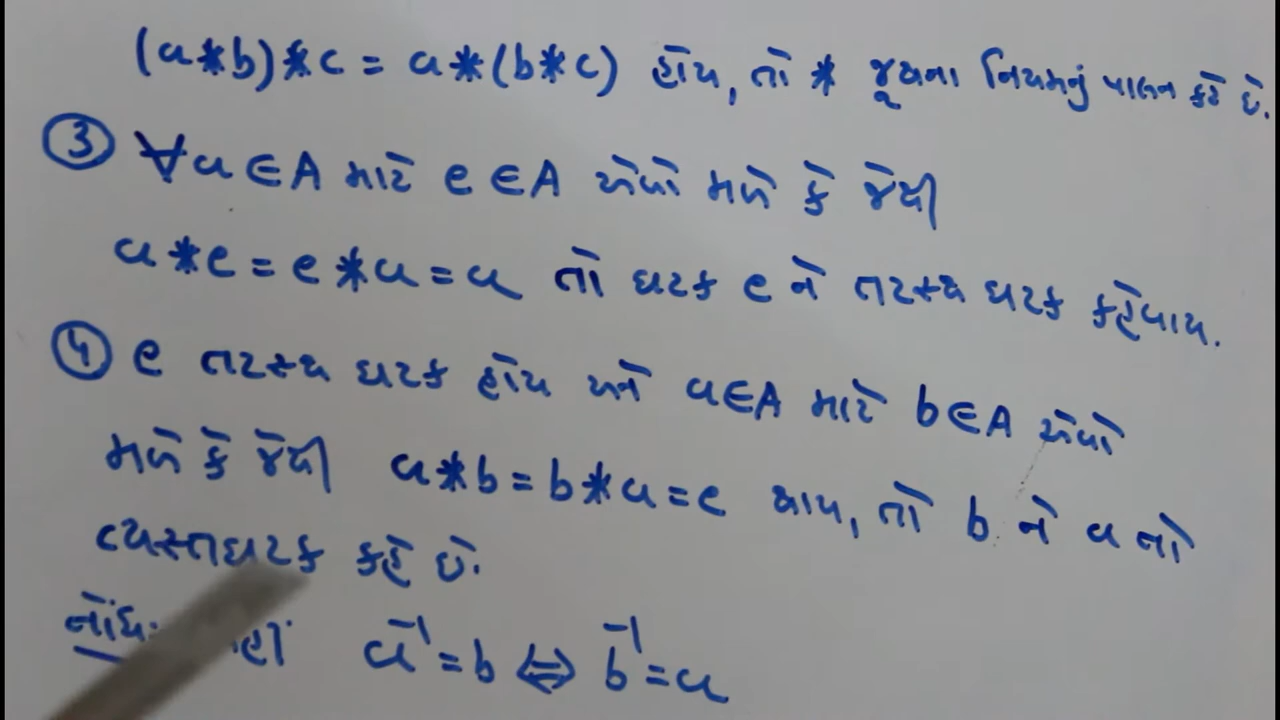 (a*b)*c = a*(b*c) હોય, તો * જૂથના નિયમનું પાલન કરે છે.
③ ∀a ∈ A માટે e ∈ A એવો મળે કે જેથી
a*e = e*a = a તો ઘટક e ને તટસ્થ ઘટક કહેવાય.
④ e તટસ્થ ઘટક હોય અને a∈A માટે b∈A એવો
મળે કે જેથી a*b = b*a = e થાય, તો b ને a નો
વ્યસ્તઘટક કહે છે.
નોંધ: a⁻¹ = b ⇔ b⁻¹ = a